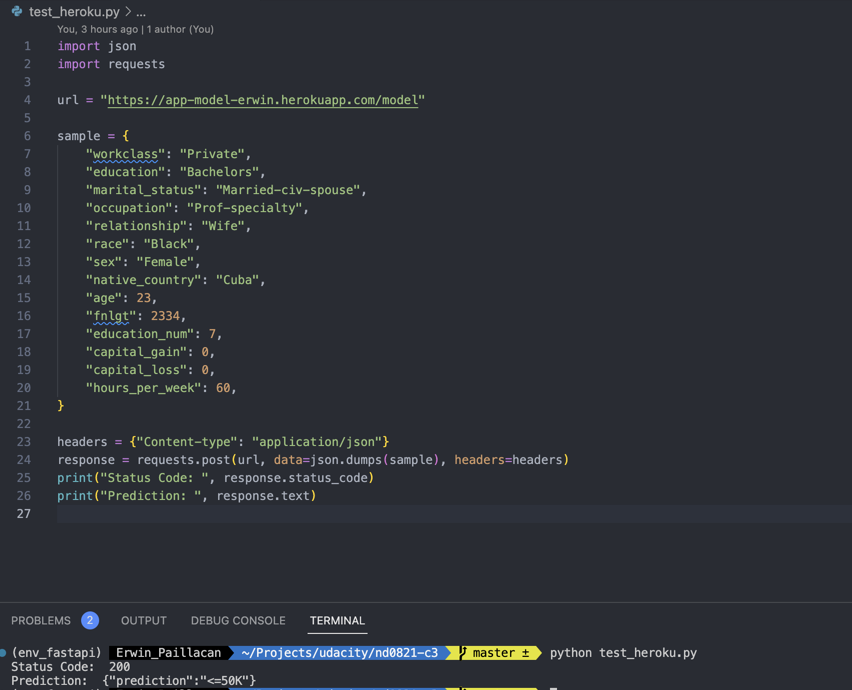 test_heroku.py > ...
You, 3 hours ago | 1 author (You)
1 import json
2 import requests
3
4 url = "https://app-model-erwin.herokuapp.com/model"
5
6 sample = {
7     "workclass": "Private",
8     "education": "Bachelors",
9     "marital_status": "Married-civ-spouse",
10     "occupation": "Prof-specialty",
11     "relationship": "Wife",
12     "race": "Black",
13     "sex": "Female",
14     "native_country": "Cuba",
15     "age": 23,
16     "fnlgt": 2334,
17     "education_num": 7,
18     "capital_gain": 0,
19     "capital_loss": 0,
20     "hours_per_week": 60,
21 }
22
23 headers = {"Content-type": "application/json"}
24 response = requests.post(url, data=json.dumps(sample), headers=headers)
25 print("Status Code: ", response.status_code)
26 print("Prediction: ", response.text)
27
PROBLEMS 2 OUTPUT DEBUG CONSOLE TERMINAL
(env_fastapi) Erwin_Paillacan ~/Projects/udacity/nd0821-c3 master ± python test_heroku.py
Status Code:  200
Prediction:  {"prediction":"<=50K"}